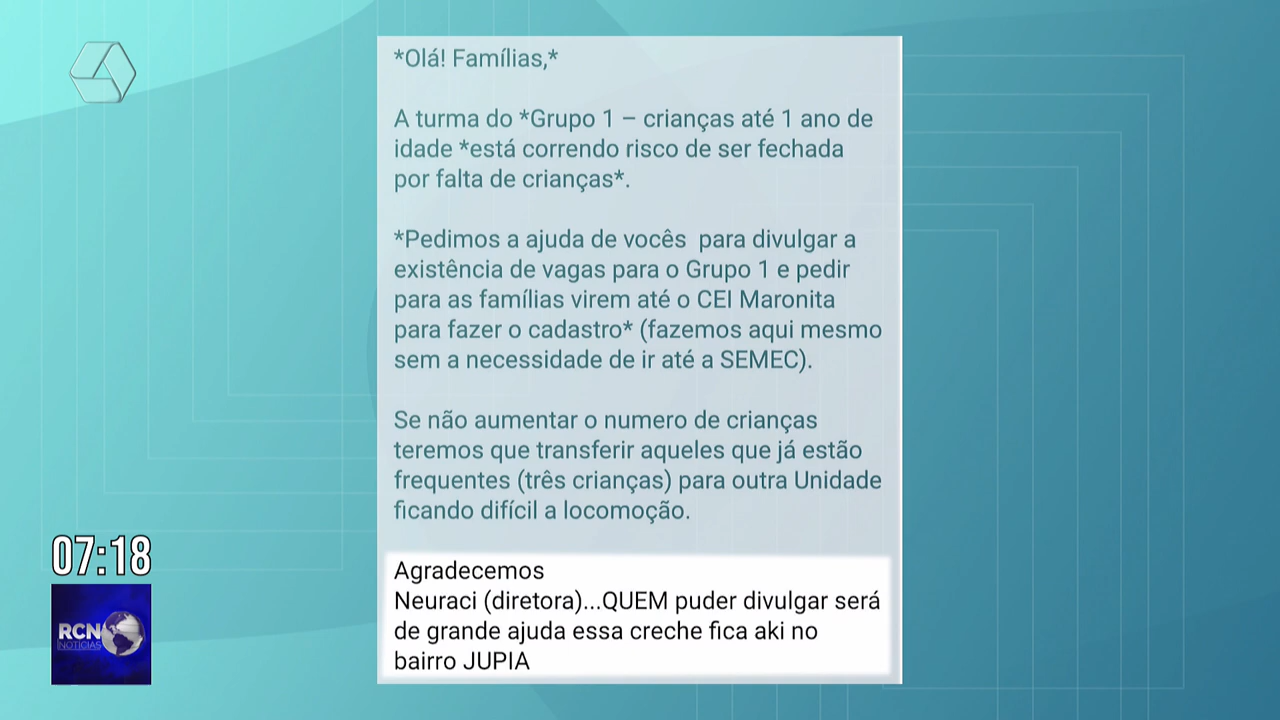 *Olá! Famílias,*
A turma do *Grupo 1 – crianças até 1 ano de
idade *está correndo risco de ser fechada
por falta de crianças*.
*Pedimos a ajuda de vocês  para divulgar a
existência de vagas para o Grupo 1 e pedir
para as famílias virem até o CEI Maronita
para fazer o cadastro* (fazemos aqui mesmo
sem a necessidade de ir até a SEMEC).
Se não aumentar o numero de crianças
teremos que transferir aqueles que já estão
frequentes (três crianças) para outra Unidade
ficando difícil a locomoção.
Agradecemos
Neuraci (diretora)...QUEM puder divulgar será
de grande ajuda essa creche fica aki no
bairro JUPIA
07:18
RCN
NOTÍCIAS